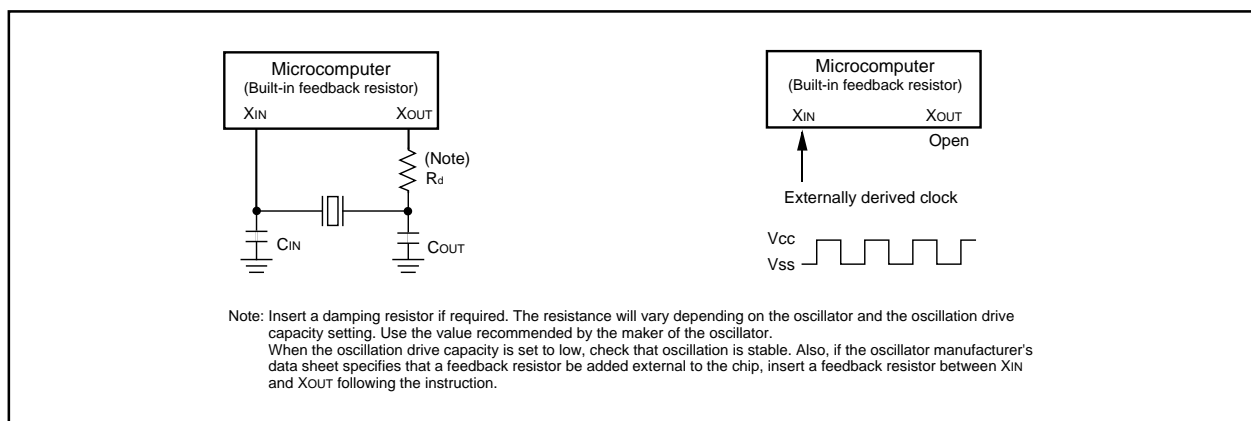 Microcomputer
(Built-in feedback resistor)
XIN XOUT
(Note)
Rd
CIN
COUT
Microcomputer
(Built-in feedback resistor)
XIN XOUT
Open
Externally derived clock
Vcc
Vss
Note: Insert a damping resistor if required. The resistance will vary depending on the oscillator and the oscillation drive
capacity setting. Use the value recommended by the maker of the oscillator.
When the oscillation drive capacity is set to low, check that oscillation is stable. Also, if the oscillator manufacturer's
data sheet specifies that a feedback resistor be added external to the chip, insert a feedback resistor between XIN
and XOUT following the instruction.